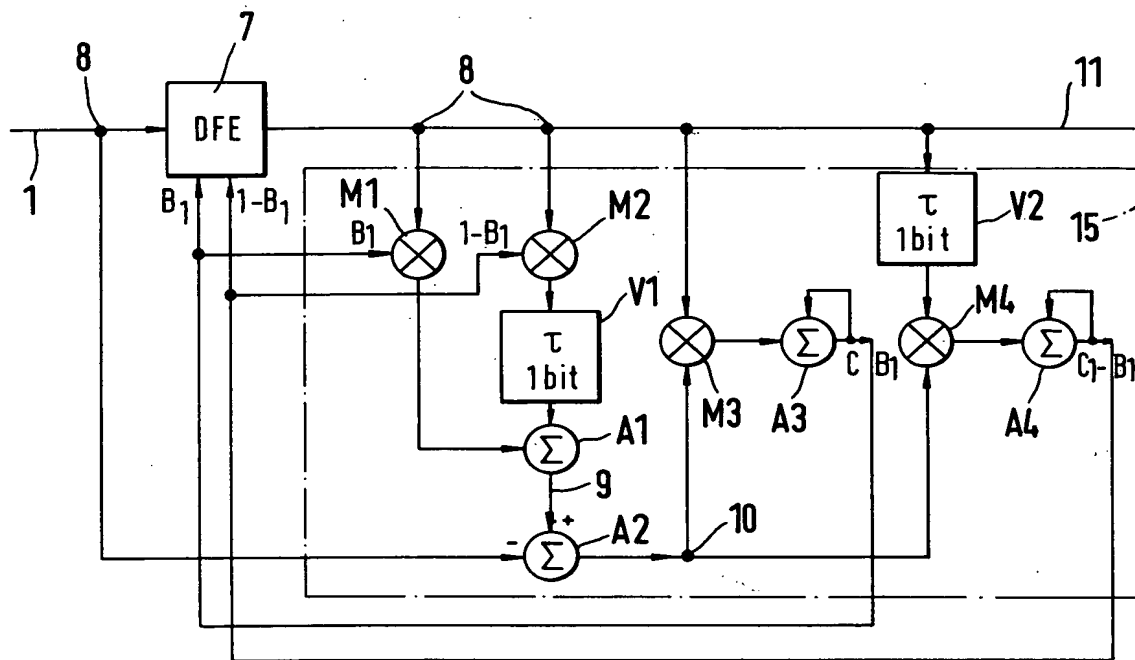 7
8
8
11
DFE
1
B1
1-B1
M1
B1
1-B1
M2
τ
1bit
V2
15
V1
τ
1bit
M4
M3
Σ
C
B1
A3
Σ
C1-B1
A4
Σ
A1
9
+
-
Σ
A2
10